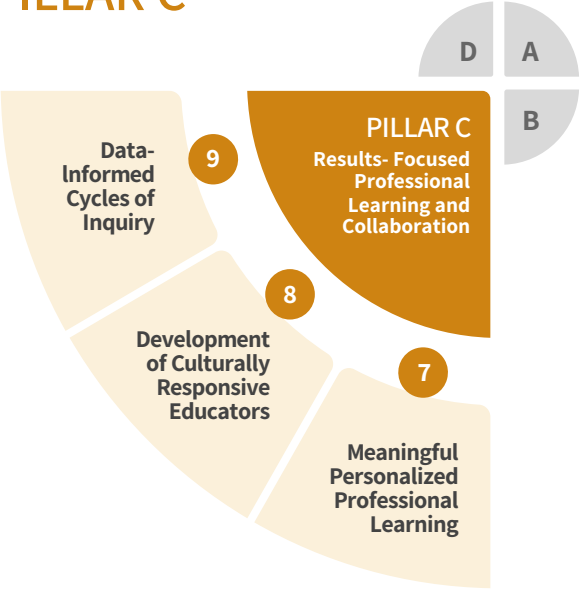 PILLAR C
D
A
B
PILLAR C
Results- Focused
Professional
Learning and
Collaboration
9
Data-
Informed
Cycles of
Inquiry
8
Development
of Culturally
Responsive
Educators
7
Meaningful
Personalized
Professional
Learning